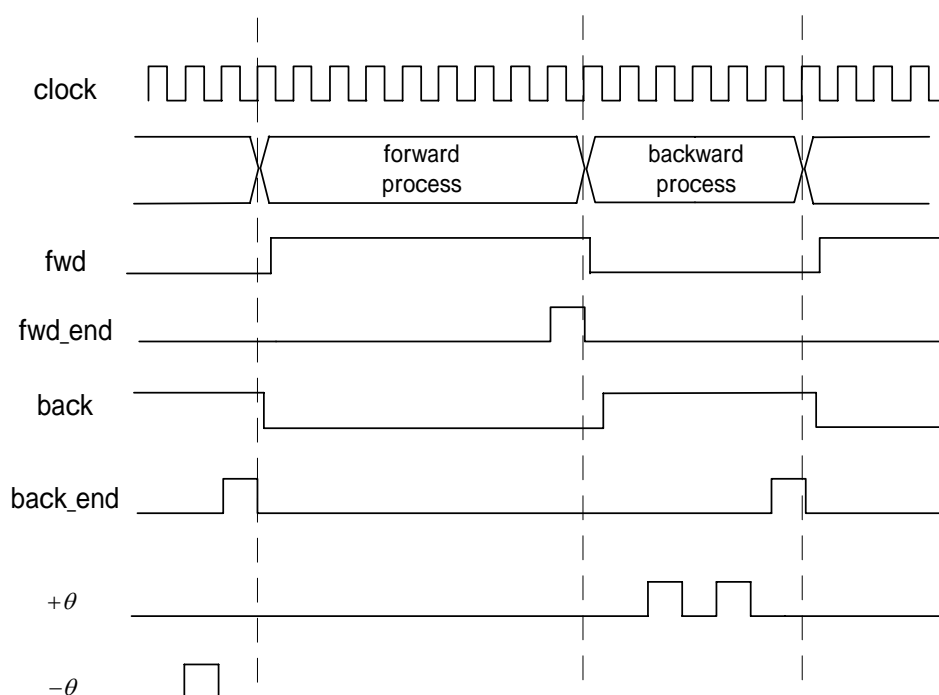 clock
forward
process
backward
process
fwd
fwd_end
back
back_end
+θ
−θ